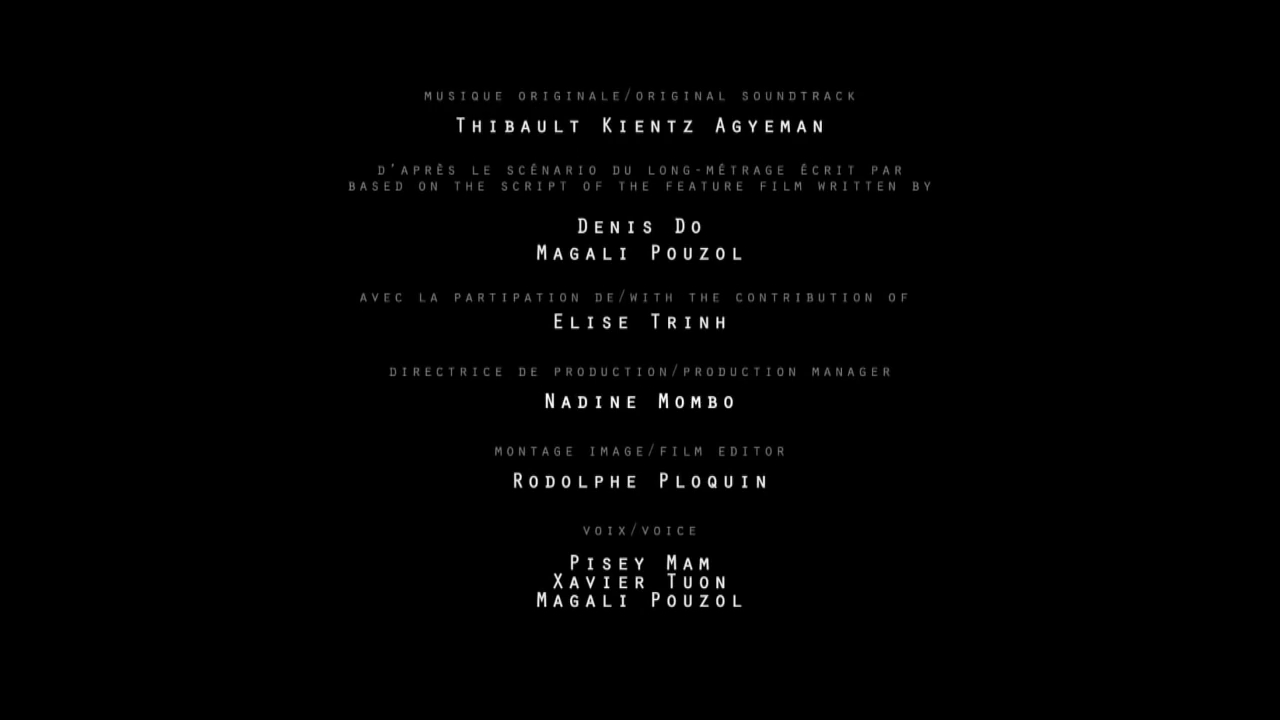 MUSIQUE ORIGINALE/ORIGINAL SOUNDTRACK
THIBAULT KIENTZ AGYEMAN
D'APRÈS LE SCÉNARIO DU LONG-MÉTRAGE ÉCRIT PAR
BASED ON THE SCRIPT OF THE FEATURE FILM WRITTEN BY
DENIS DO
MAGALI POUZOL
AVEC LA PARTIPATION DE/WITH THE CONTRIBUTION OF
ELISE TRINH
DIRECTRICE DE PRODUCTION/PRODUCTION MANAGER
NADINE MOMBO
MONTAGE IMAGE/FILM EDITOR
RODOLPHE PLOQUIN
VOIX/VOICE
PISEY MAM
XAVIER TUON
MAGALI POUZOL